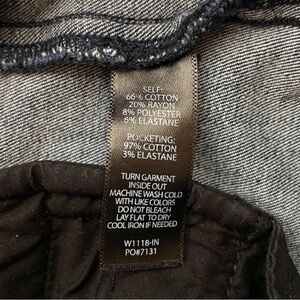 SELF:
66% COTTON
20% RAYON
8% POLYESTER
6% ELASTANE
POCKETING:
97% COTTON
3% ELASTANE
TURN GARMENT
INSIDE OUT
MACHINE WASH COLD
WITH LIKE COLORS
DO NOT BLEACH
LAY FLAT TO DRY
COOL IRON IF NEEDED
W1118-IN
PO#7131